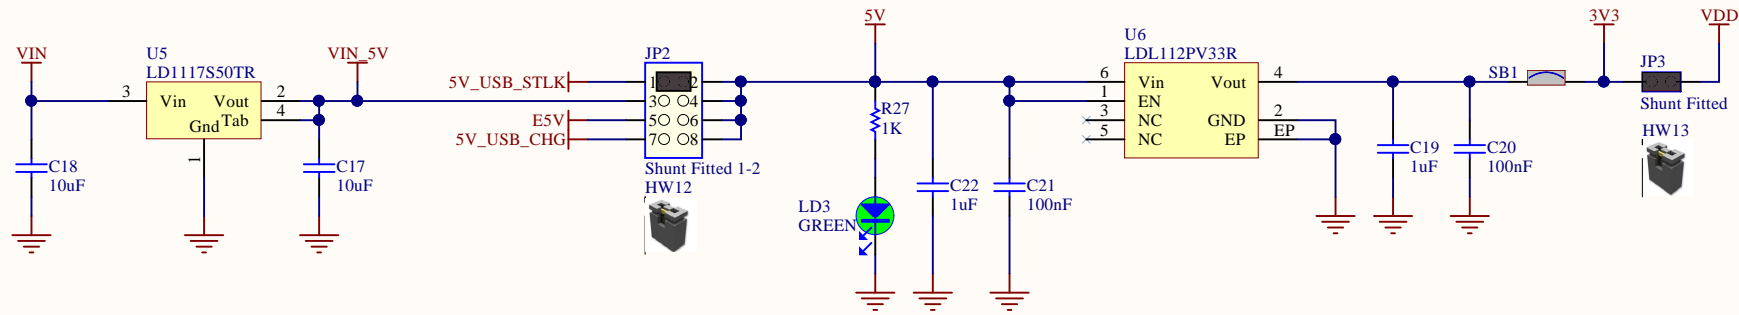 VIN
U5
LD1117S50TR
3
Vin
Vout
2
Tab
4
Gnd
1
C18
10uF
VIN_5V
C17
10uF
5V_USB_STLK
E5V
5V_USB_CHG
JP2
1
2
3
4
5
6
7
8
Shunt Fitted 1-2
HW12
5V
R27
1K
LD3
GREEN
C22
1uF
C21
100nF
U6
LDL112PV33R
6
Vin
Vout
4
1
EN
3
NC
GND
2
5
NC
EP
EP
C19
1uF
C20
100nF
SB1
3V3
VDD
JP3
Shunt Fitted
HW13